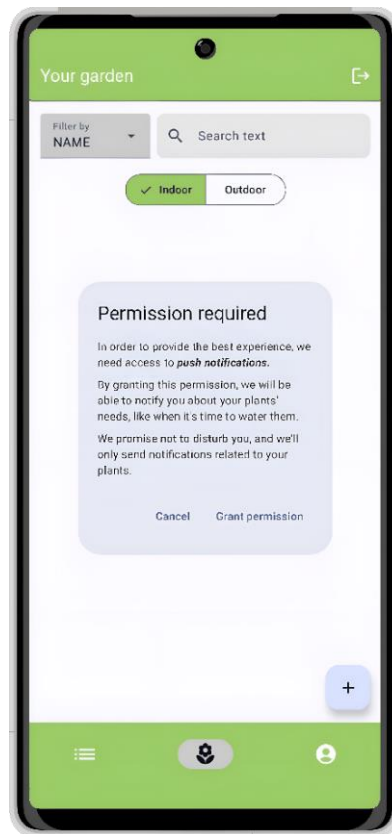 Your garden
Filter by
NAME
Search text
Indoor
Outdoor
Permission required
In order to provide the best experience, we
need access to push notifications.
By granting this permission, we will be
able to notify you about your plants'
needs, like when it's time to water them.
We promise not to disturb you, and we'll
only send notifications related to your
plants.
Cancel
Grant permission